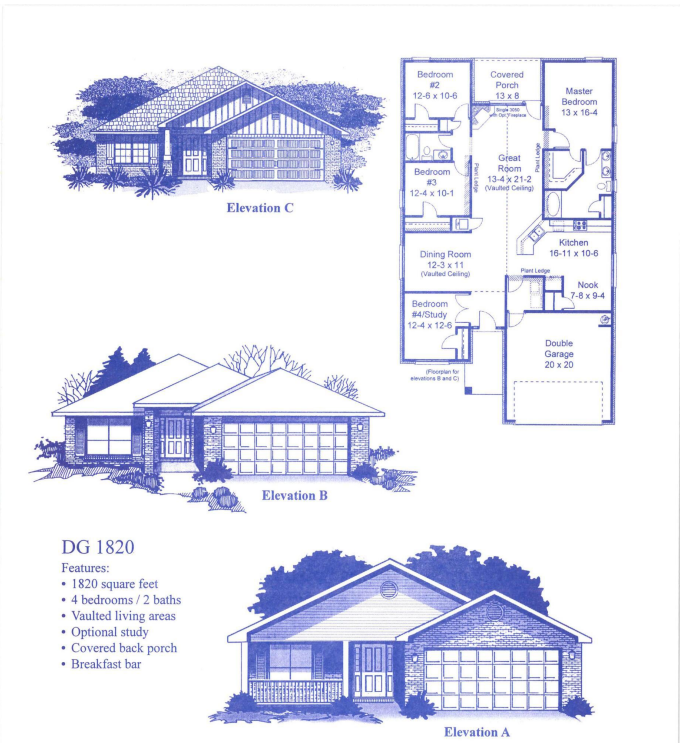 Elevation C
Bedroom
#2
12-6 x 10-6
Covered
Porch
13 x 8
Master
Bedroom
13 x 16-4
Great
Room
13-4 x 21-2
(Vaulted Ceiling)
Plant Ledge
Plant Ledge
Bedroom
#3
12-4 x 10-1
Kitchen
16-11 x 10-6
Dining Room
12-3 x 11
(Vaulted Ceiling)
Plant Ledge
Nook
7-8 x 9-4
Bedroom
#4/Study
12-4 x 12-6
Double
Garage
20 x 20
(Floorplan for
elevations B and C)
Elevation B
DG 1820
Features:
• 1820 square feet
• 4 bedrooms / 2 baths
• Vaulted living areas
• Optional study
• Covered back porch
• Breakfast bar
Elevation A